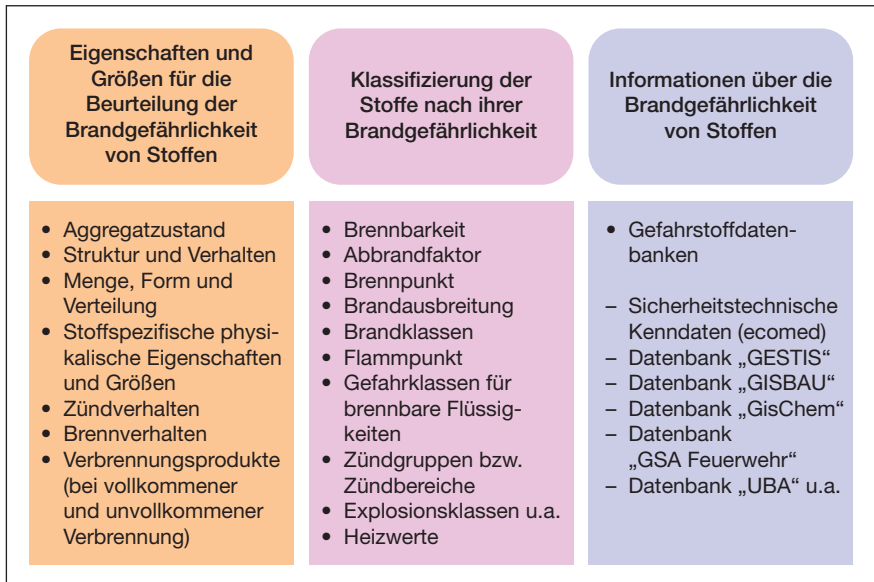 Eigenschaften und
Größen für die
Beurteilung der
Brandgefährlichkeit
von Stoffen
• Aggregatzustand
• Struktur und Verhalten
• Menge, Form und
Verteilung
• Stoffspezifische physi-
kalische Eigenschaften
und Größen
• Zündverhalten
• Brennverhalten
• Verbrennungsprodukte
(bei vollkommener
und unvollkommener
Verbrennung)
Klassifizierung der
Stoffe nach ihrer
Brandgefährlichkeit
• Brennbarkeit
• Abbrandfaktor
• Brennpunkt
• Brandausbreitung
• Brandklassen
• Flammpunkt
• Gefahrklassen für
brennbare Flüssig-
keiten
• Zündgruppen bzw.
Zündbereiche
• Explosionsklassen u.a.
• Heizwerte
Informationen über die
Brandgefährlichkeit
von Stoffen
• Gefahrstoffdaten-
banken
– Sicherheitstechnische
Kenndaten (ecomed)
– Datenbank „GESTIS“
– Datenbank „GISBAU“
– Datenbank „GisChem“
– Datenbank
„GSA Feuerwehr“
– Datenbank „UBA“ u.a.